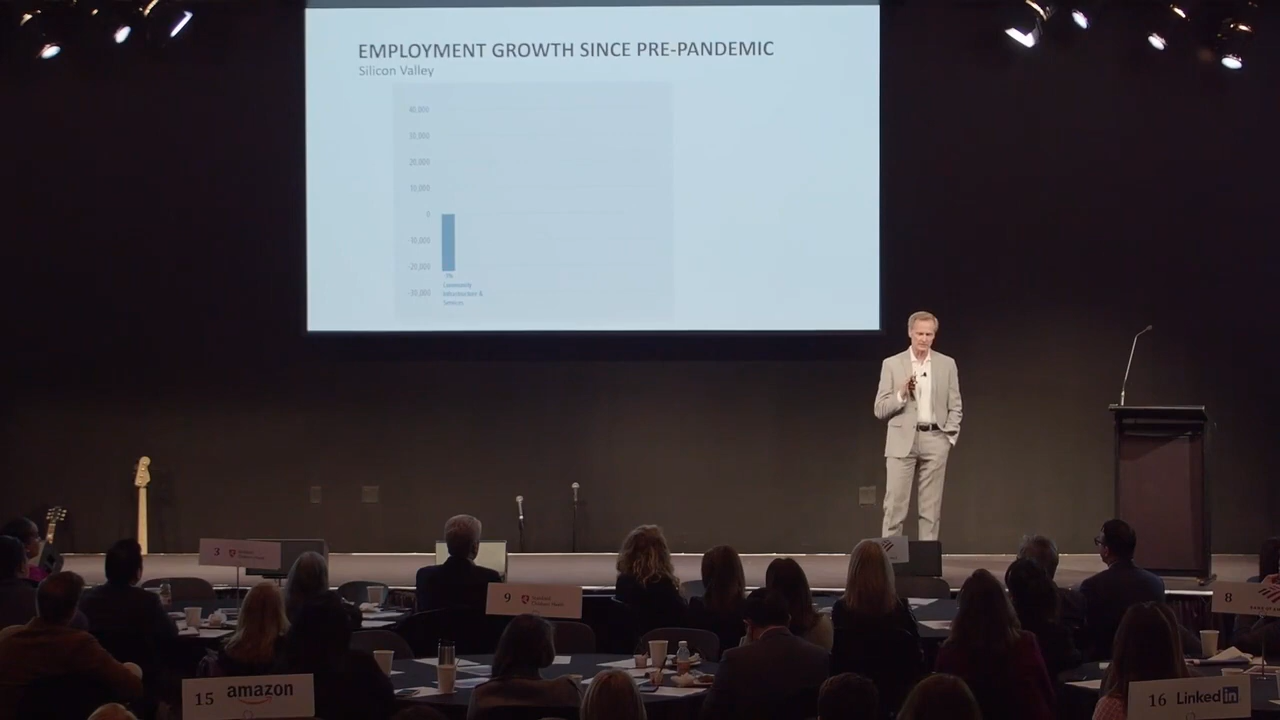 EMPLOYMENT GROWTH SINCE PRE-PANDEMIC
Silicon Valley
40,000
30,000
20,000
10,000
0
-10,000
-20,000
-30,000
Community
Infrastructure &
Services
3
9
8
15 amazon
16 LinkedIn